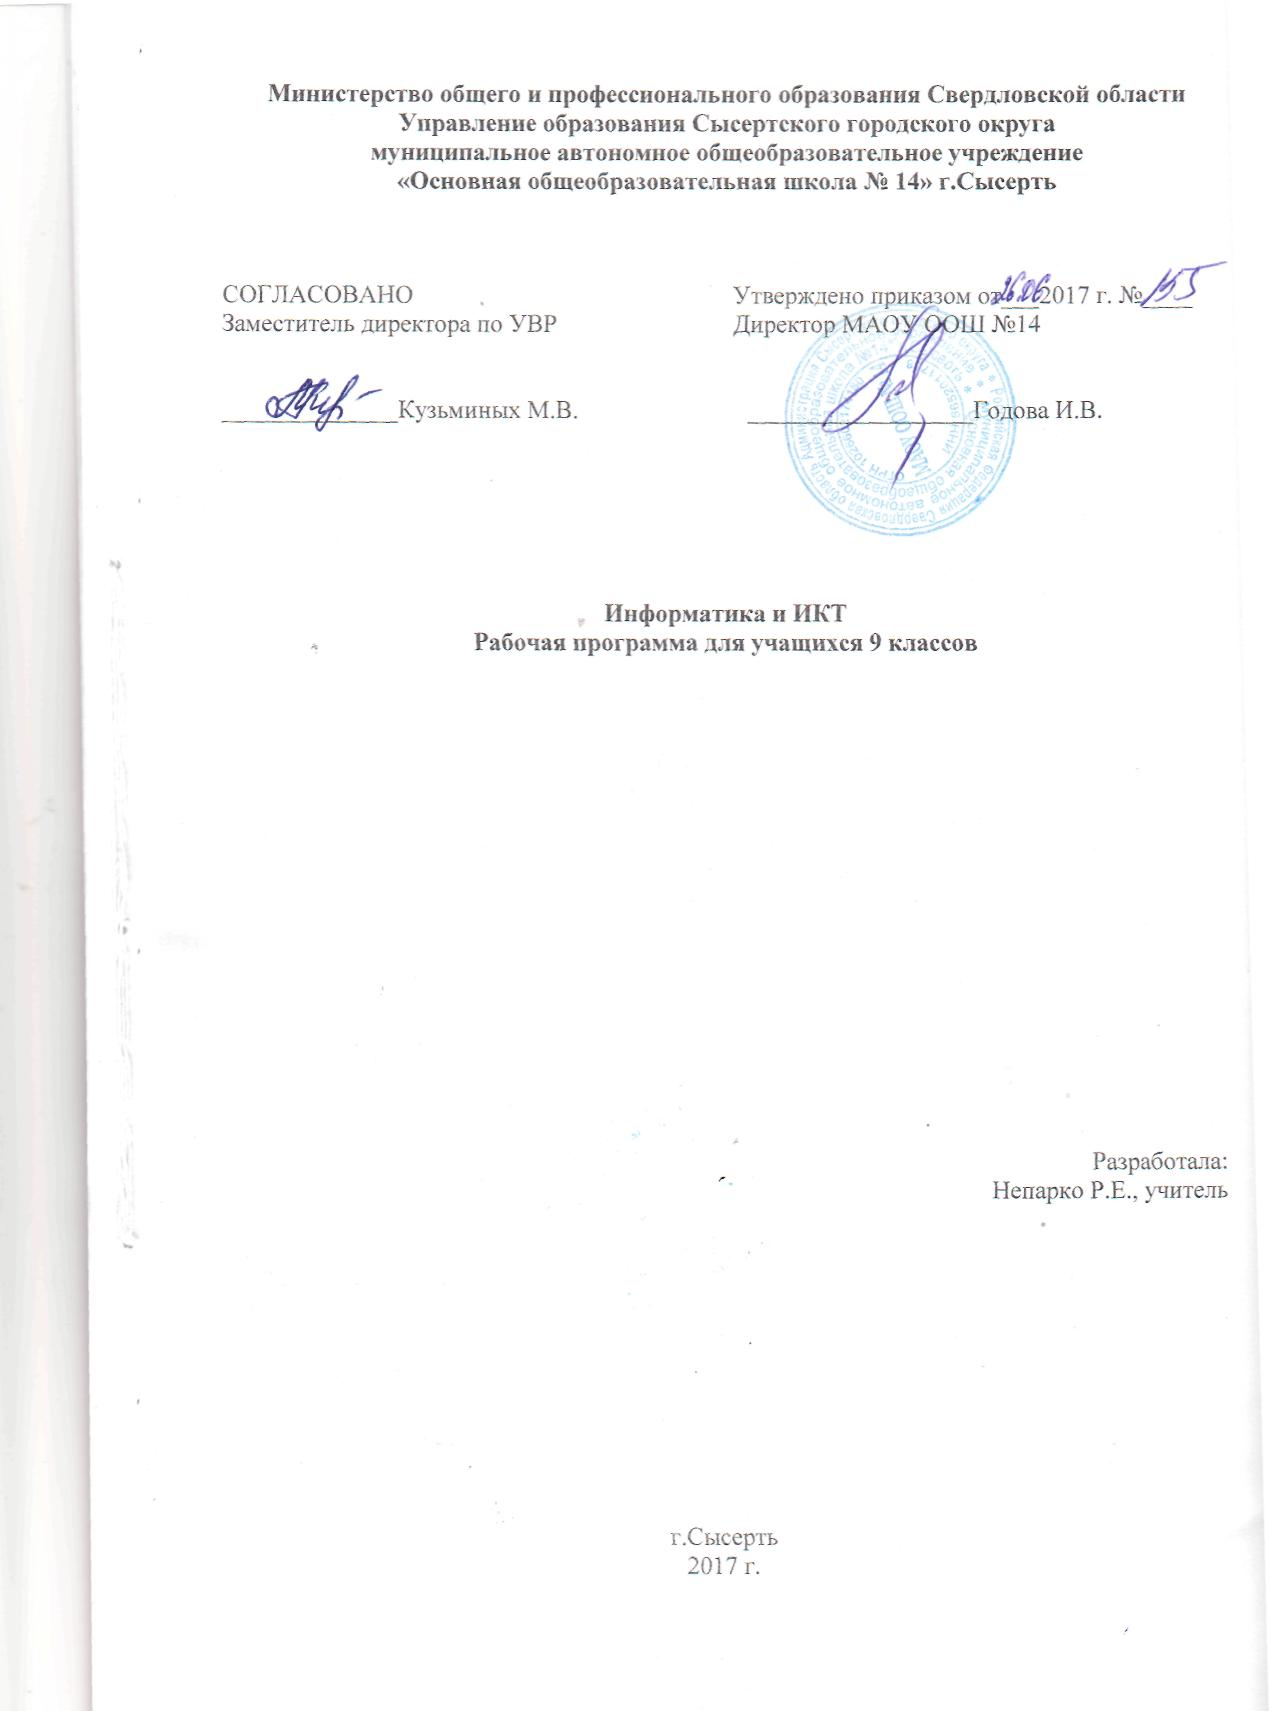 Министерство общего и профессионального образования Свердловской области
Управление образования Сысертского городского округа
муниципальное автономное общеобразовательное учреждение
«Основная общеобразовательная школа № 14» г.Сысерть
СОГЛАСОВАНО
Заместитель директора по УВР
Кузьминых М.В.
Утверждено приказом от 26.06 2017 г. № 155
Директор МАОУ ООШ №14
Годова И.В.
МАОУ ООШ
Информатика и ИКТ
Рабочая программа для учащихся 9 классов
Разработала:
Непарко Р.Е., учитель
г.Сысерть
2017 г.